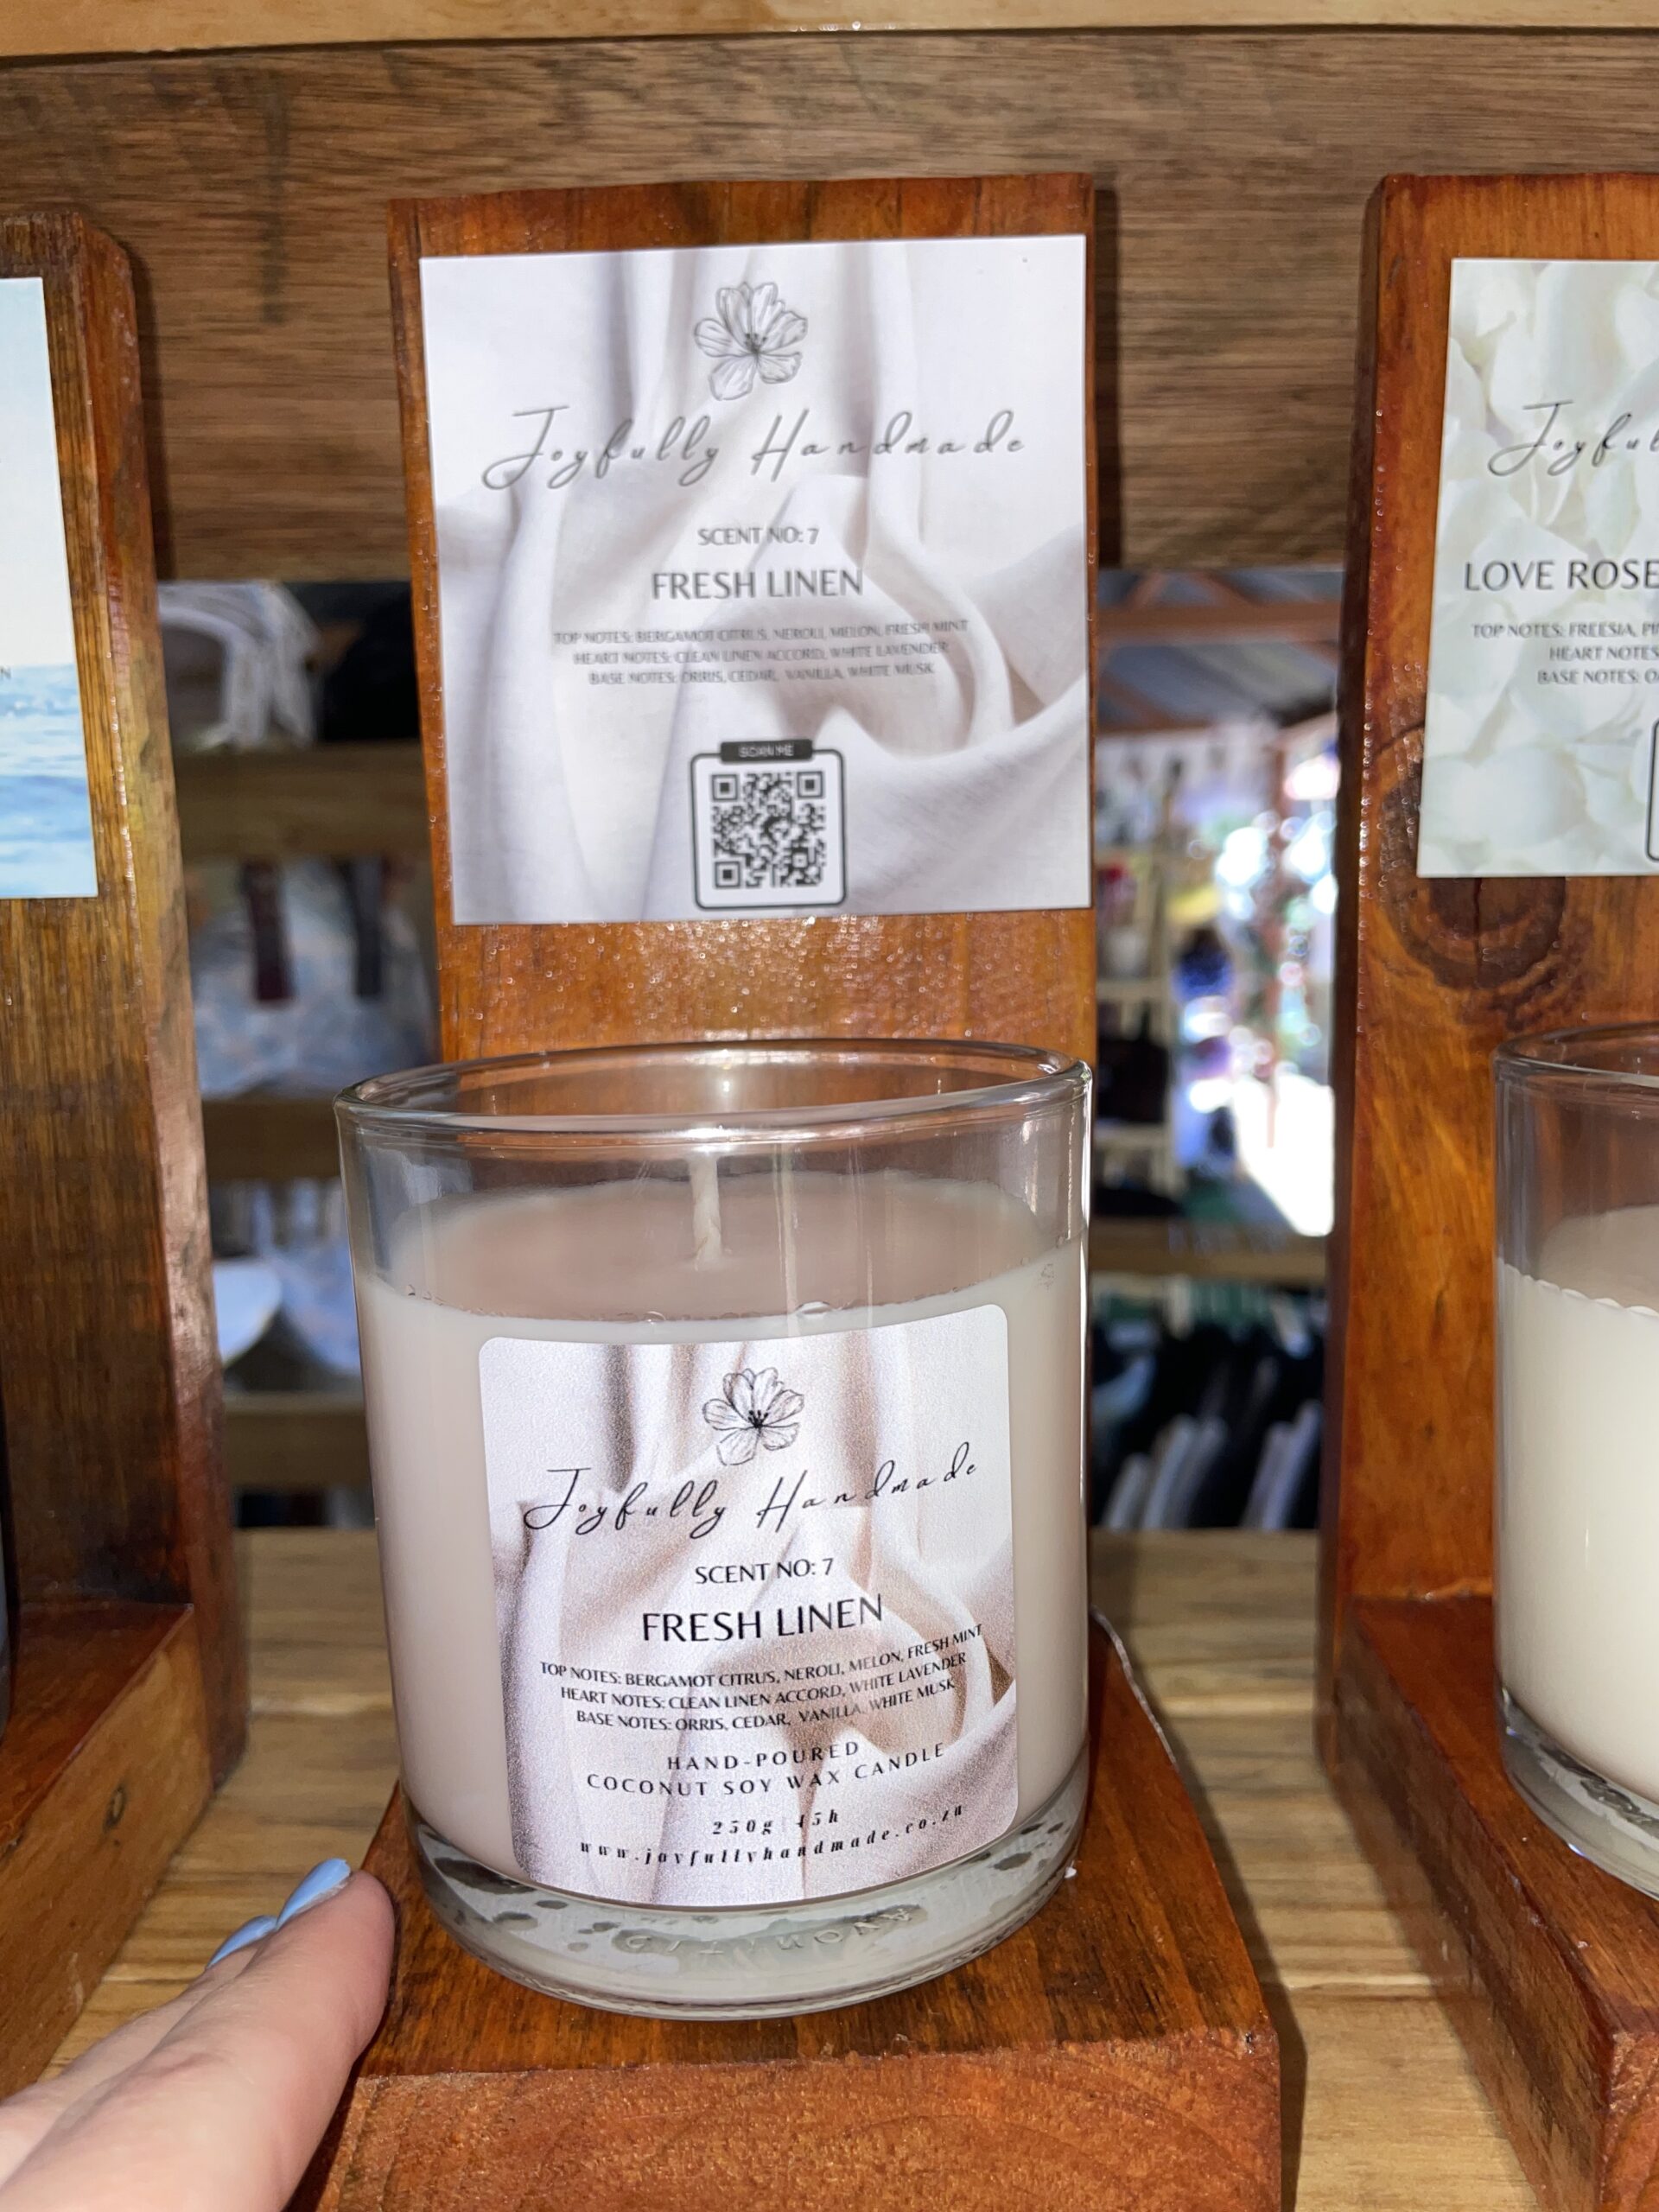 Joyfully Handmade
SCENT NO: 7
FRESH LINEN
TOP NOTES: BERGAMOT CITRUS, NEROLI, MELON, FRESH MINT
HEART NOTES: CLEAN LINEN ACCORD, WHITE LAVENDER
BASE NOTES: ORRIS, CEDAR, VANILLA, WHITE MUSK
SCAN ME
Joyful
LOVE ROSE
TOP NOTES: FREESIA,
HEART NOTES
BASE NOTES:
N
Joyfully Handmade
SCENT NO: 7
FRESH LINEN
TOP NOTES: BERGAMOT CITRUS, NEROLI, MELON, FRESH MINT
HEART NOTES: CLEAN LINEN ACCORD, WHITE LAVENDER
BASE NOTES: ORRIS, CEDAR, VANILLA, WHITE MUSK
HAND-POURED
COCONUT SOY WAX CANDLE
250g 45h
www.joyfullyhandmade.co.za